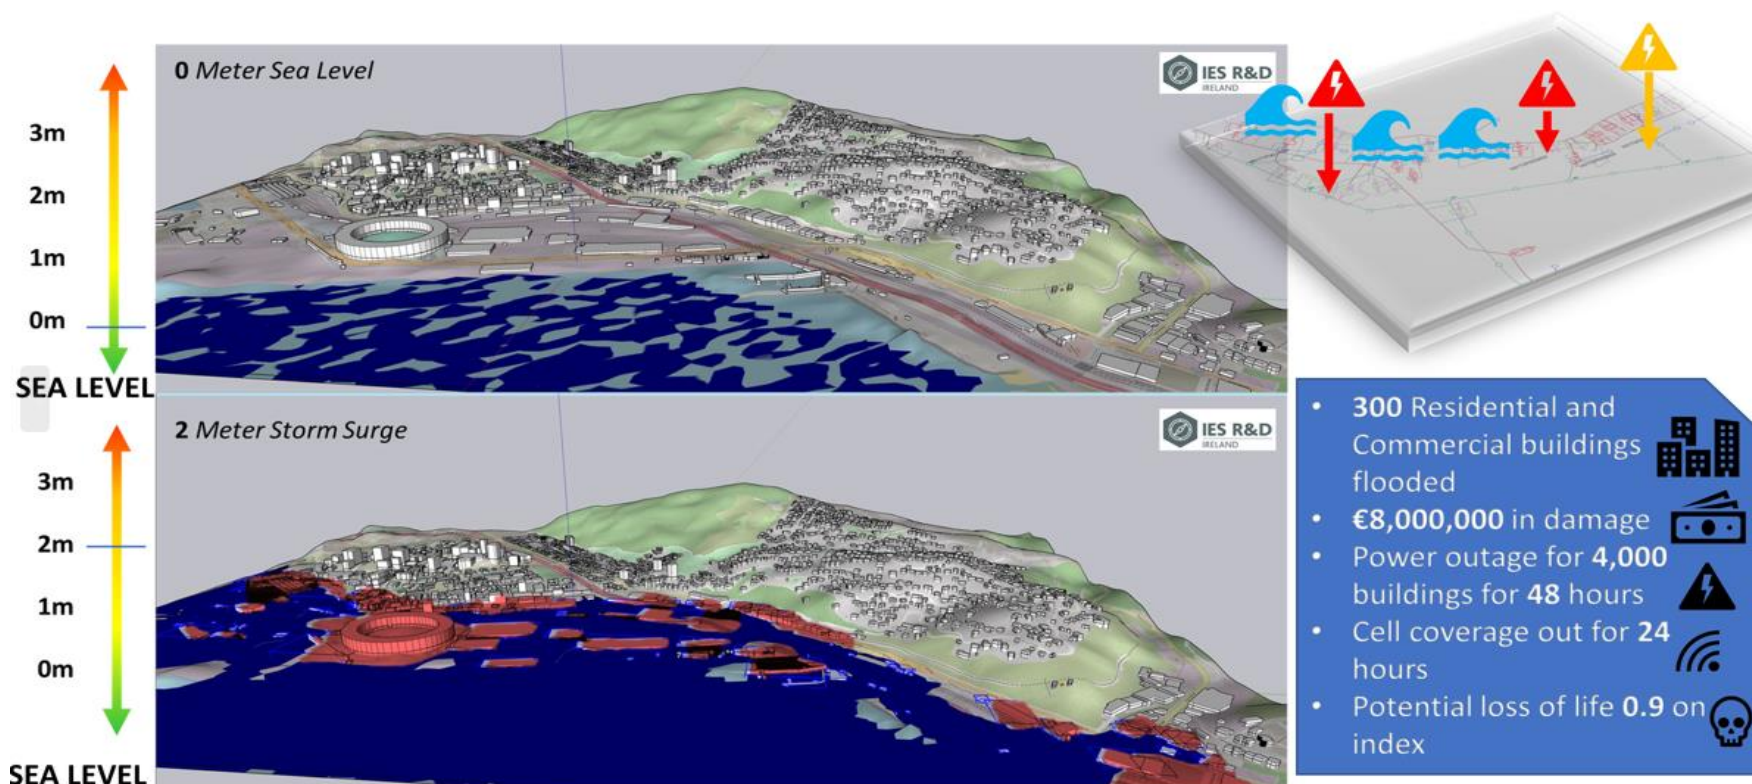 0 Meter Sea Level
IES R&D
IRELAND
3m
2m
1m
0m
SEA LEVEL
2 Meter Storm Surge
IES R&D
IRELAND
3m
2m
1m
0m
SEA LEVEL
• 300 Residential and
Commercial buildings
flooded
• €8,000,000 in damage
• Power outage for 4,000
buildings for 48 hours
• Cell coverage out for 24
hours
• Potential loss of life 0.9 on
index